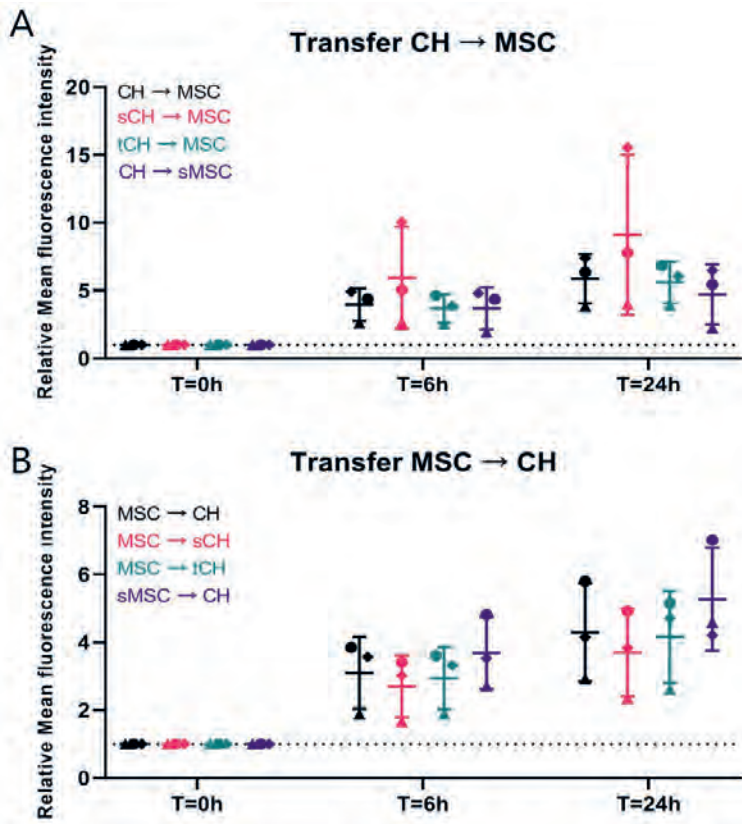 A
Transfer CH → MSC
Relative Mean fluorescence intensity
20
15
10
5
0
CH → MSC
sCH → MSC
tCH → MSC
CH → sMSC
T=0h
T=6h
T=24h
B
Transfer MSC → CH
Relative Mean fluorescence intensity
8
6
4
2
0
MSC → CH
MSC → sCH
MSC → tCH
sMSC → CH
T=0h
T=6h
T=24h